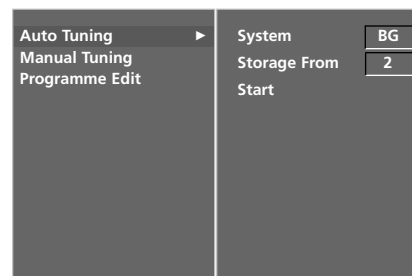 Auto Tuning ►
Manual Tuning
Programme Edit
System BG
Storage From 2
Start